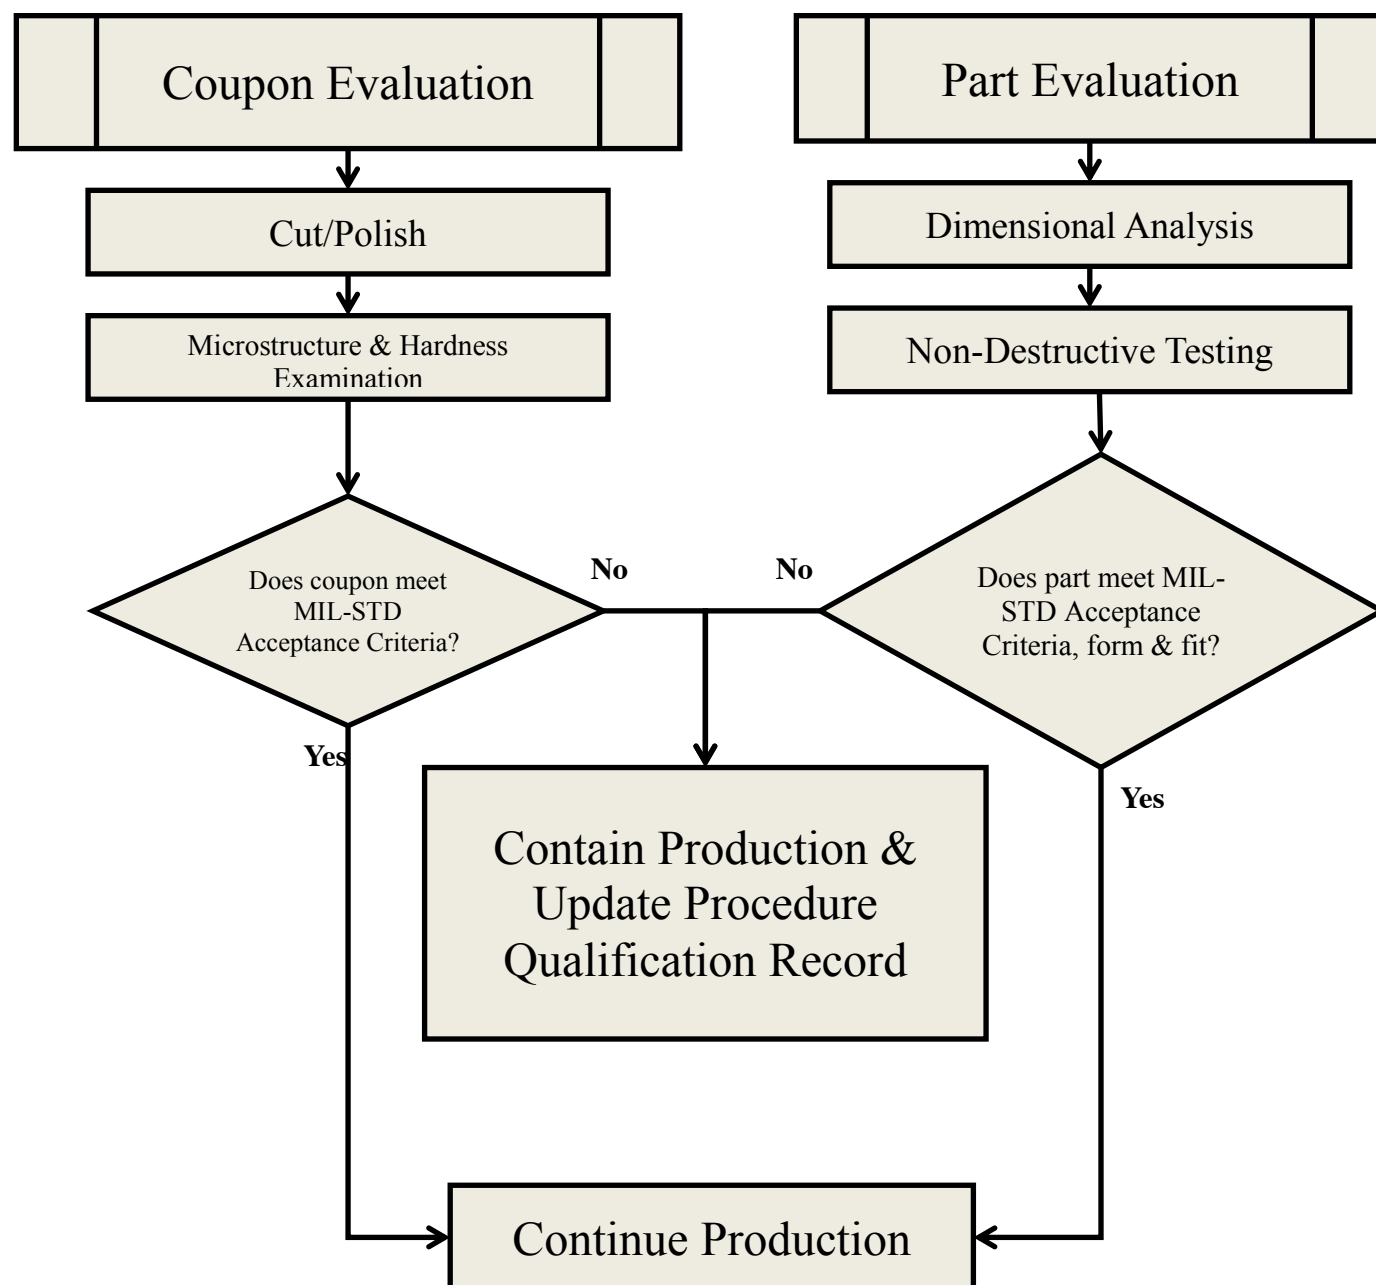 Coupon Evaluation
Part Evaluation
Cut/Polish
Dimensional Analysis
Microstructure & Hardness
Examination
Non-Destructive Testing
Does coupon meet
MIL-STD
Acceptance Criteria?
No
No
Does part meet MIL-
STD Acceptance
Criteria, form & fit?
Yes
Yes
Contain Production &
Update Procedure
Qualification Record
Continue Production